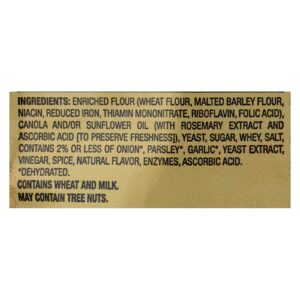 INGREDIENTS: ENRICHED FLOUR (WHEAT FLOUR, MALTED BARLEY FLOUR,
NIACIN, REDUCED IRON, THIAMIN MONONITRATE, RIBOFLAVIN, FOLIC ACID),
CANOLA AND/OR SUNFLOWER OIL (WITH ROSEMARY EXTRACT AND
ASCORBIC ACID [TO PRESERVE FRESHNESS]), YEAST, SUGAR, WHEY, SALT,
CONTAINS 2% OR LESS OF ONION*, PARSLEY*, GARLIC*, YEAST EXTRACT,
VINEGAR, SPICE, NATURAL FLAVOR, ENZYMES, ASCORBIC ACID.
*DEHYDRATED.
CONTAINS WHEAT AND MILK.
MAY CONTAIN TREE NUTS.